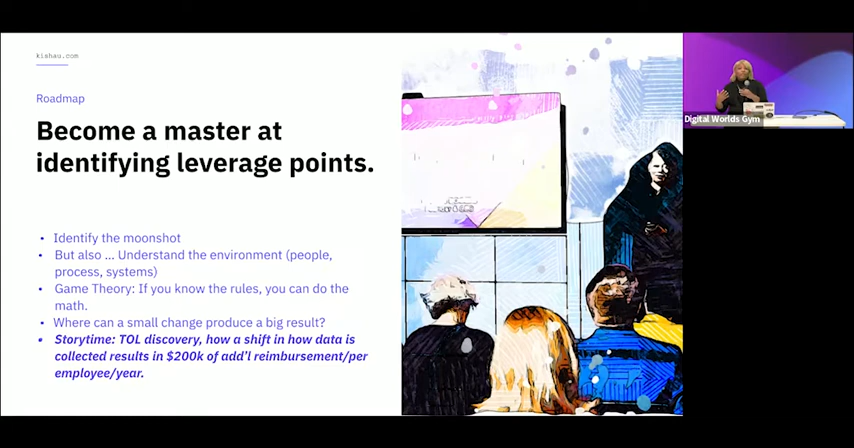 kishau.com
Roadmap
Become a master at
identifying leverage points.
• Identify the moonshot
• But also ... Understand the environment (people,
process, systems)
• Game Theory: If you know the rules, you can do the
math.
• Where can a small change produce a big result?
• Storytime: TOL discovery, how a shift in how data is
collected results in $200k of add'l reimbursement/per
employee/year.
Digital Worlds Gym